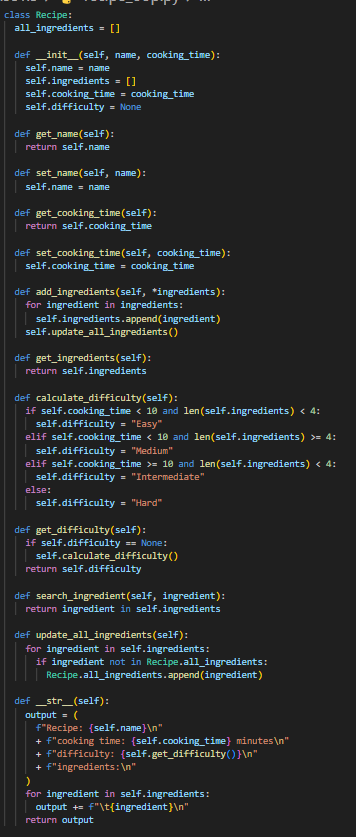 class Recipe:
  all_ingredients = []

  def __init__(self, name, cooking_time):
    self.name = name
    self.ingredients = []
    self.cooking_time = cooking_time
    self.difficulty = None

  def get_name(self):
    return self.name

  def set_name(self, name):
    self.name = name

  def get_cooking_time(self):
    return self.cooking_time

  def set_cooking_time(self, cooking_time):
    self.cooking_time = cooking_time

  def add_ingredients(self, *ingredients):
    for ingredient in ingredients:
      self.ingredients.append(ingredient)
    self.update_all_ingredients()

  def get_ingredients(self):
    return self.ingredients

  def calculate_difficulty(self):
    if self.cooking_time < 10 and len(self.ingredients) < 4:
      self.difficulty = "Easy"
    elif self.cooking_time < 10 and len(self.ingredients) >= 4:
      self.difficulty = "Medium"
    elif self.cooking_time >= 10 and len(self.ingredients) < 4:
      self.difficulty = "Intermediate"
    else:
      self.difficulty = "Hard"

  def get_difficulty(self):
    if self.difficulty == None:
      self.calculate_difficulty()
    return self.difficulty

  def search_ingredient(self, ingredient):
    return ingredient in self.ingredients

  def update_all_ingredients(self):
    for ingredient in self.ingredients:
      if ingredient not in Recipe.all_ingredients:
        Recipe.all_ingredients.append(ingredient)

  def __str__(self):
    output = (
      f"Recipe: {self.name}\n"
      + f"cooking time: {self.cooking_time} minutes\n"
      + f"difficulty: {self.get_difficulty()}\n"
      + f"ingredients:\n"
    )
    for ingredient in self.ingredients:
      output += f"\t{ingredient}\n"
    return output